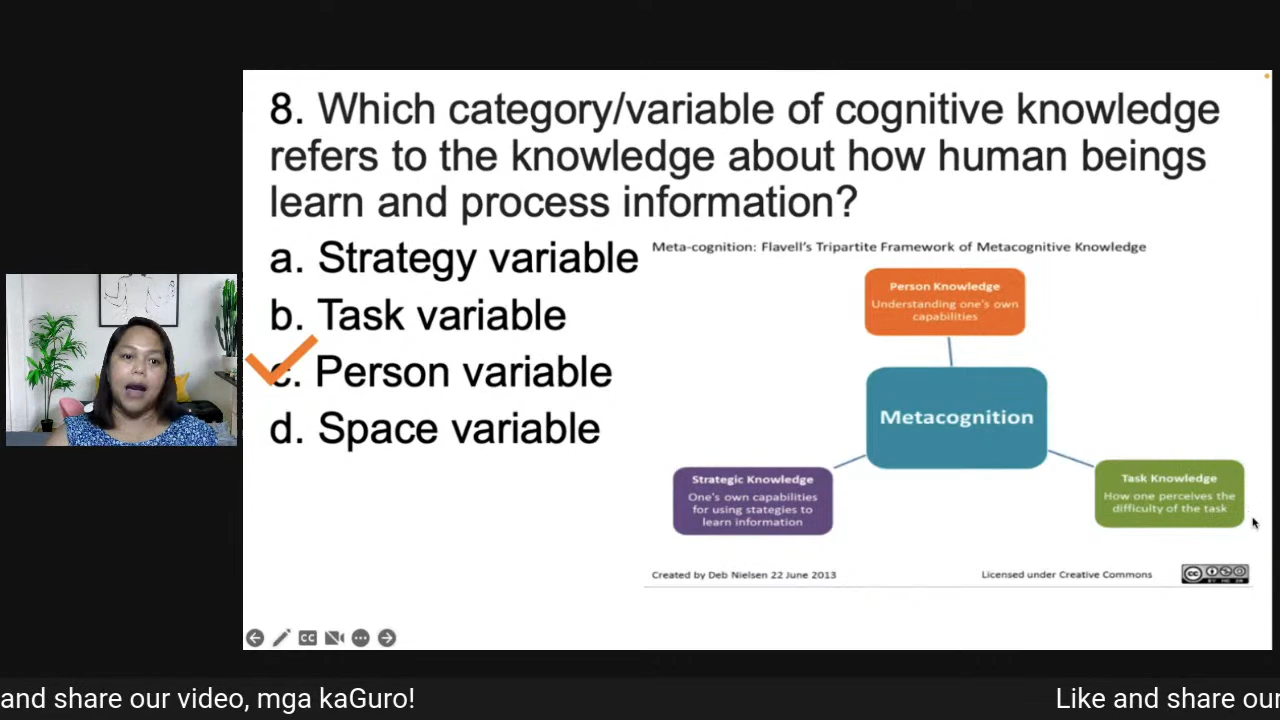 8. Which category/variable of cognitive knowledge
refers to the knowledge about how human beings
learn and process information?
a. Strategy variable
b. Task variable
c. Person variable
d. Space variable
Meta-cognition: Flavell's Tripartite Framework of Metacognitive Knowledge
Person Knowledge
Understanding one's own
capabilities
Metacognition
Strategic Knowledge
One's own capabilities
for using stategies to
learn information
Task Knowledge
How one perceives the
difficulty of the task
Created by Deb Nielsen 22 June 2013
Licensed under Creative Commons
cc
CC
and share our video, mga kaGuro!
Like and share our